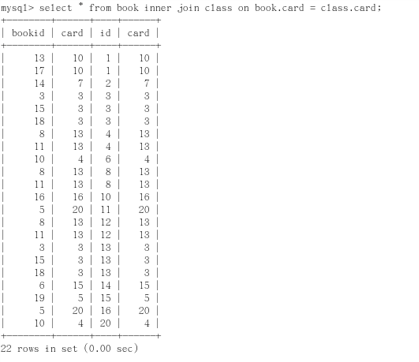 mysql> select * from book inner join class on book.card = class.card;
+--------+------+----+------+
| bookid | card | id | card |
+--------+------+----+------+
|     13 |   10 |  1 |   10 |
|     17 |   10 |  1 |   10 |
|     14 |    7 |  2 |    7 |
|      3 |    3 |  3 |    3 |
|     15 |    3 |  3 |    3 |
|     18 |    3 |  3 |    3 |
|      8 |   13 |  4 |   13 |
|     11 |   13 |  4 |   13 |
|     10 |    4 |  6 |    4 |
|      8 |   13 |  8 |   13 |
|     11 |   13 |  8 |   13 |
|     16 |   16 | 10 |   16 |
|      5 |   20 | 11 |   20 |
|      8 |   13 | 12 |   13 |
|     11 |   13 | 12 |   13 |
|      3 |    3 | 13 |    3 |
|     15 |    3 | 13 |    3 |
|     18 |    3 | 13 |    3 |
|      6 |   15 | 14 |   15 |
|     19 |    5 | 15 |    5 |
|      5 |   20 | 16 |   20 |
|     10 |    4 | 20 |    4 |
+--------+------+----+------+
22 rows in set (0.00 sec)